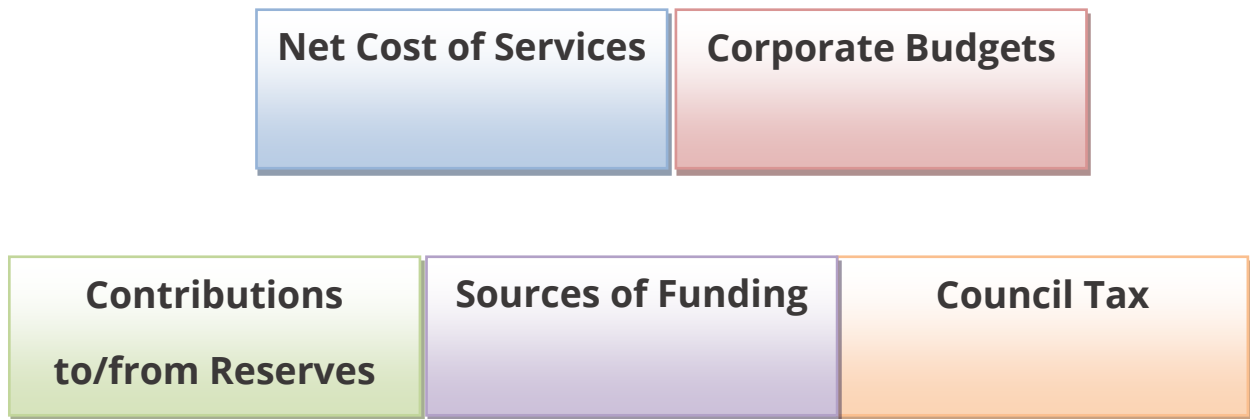 Net Cost of Services
Corporate Budgets
Contributions
to/from Reserves
Sources of Funding
Council Tax